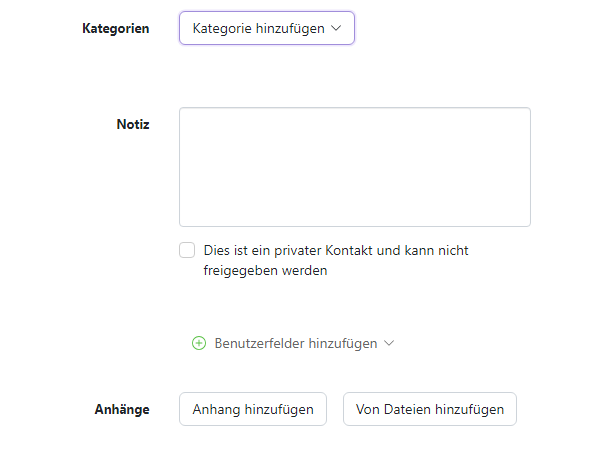 Kategorien Kategorie hinzufügen
Notiz
Dies ist ein privater Kontakt und kann nicht
freigegeben werden
Benutzerfelder hinzufügen
Anhänge Anhang hinzufügen Von Dateien hinzufügen